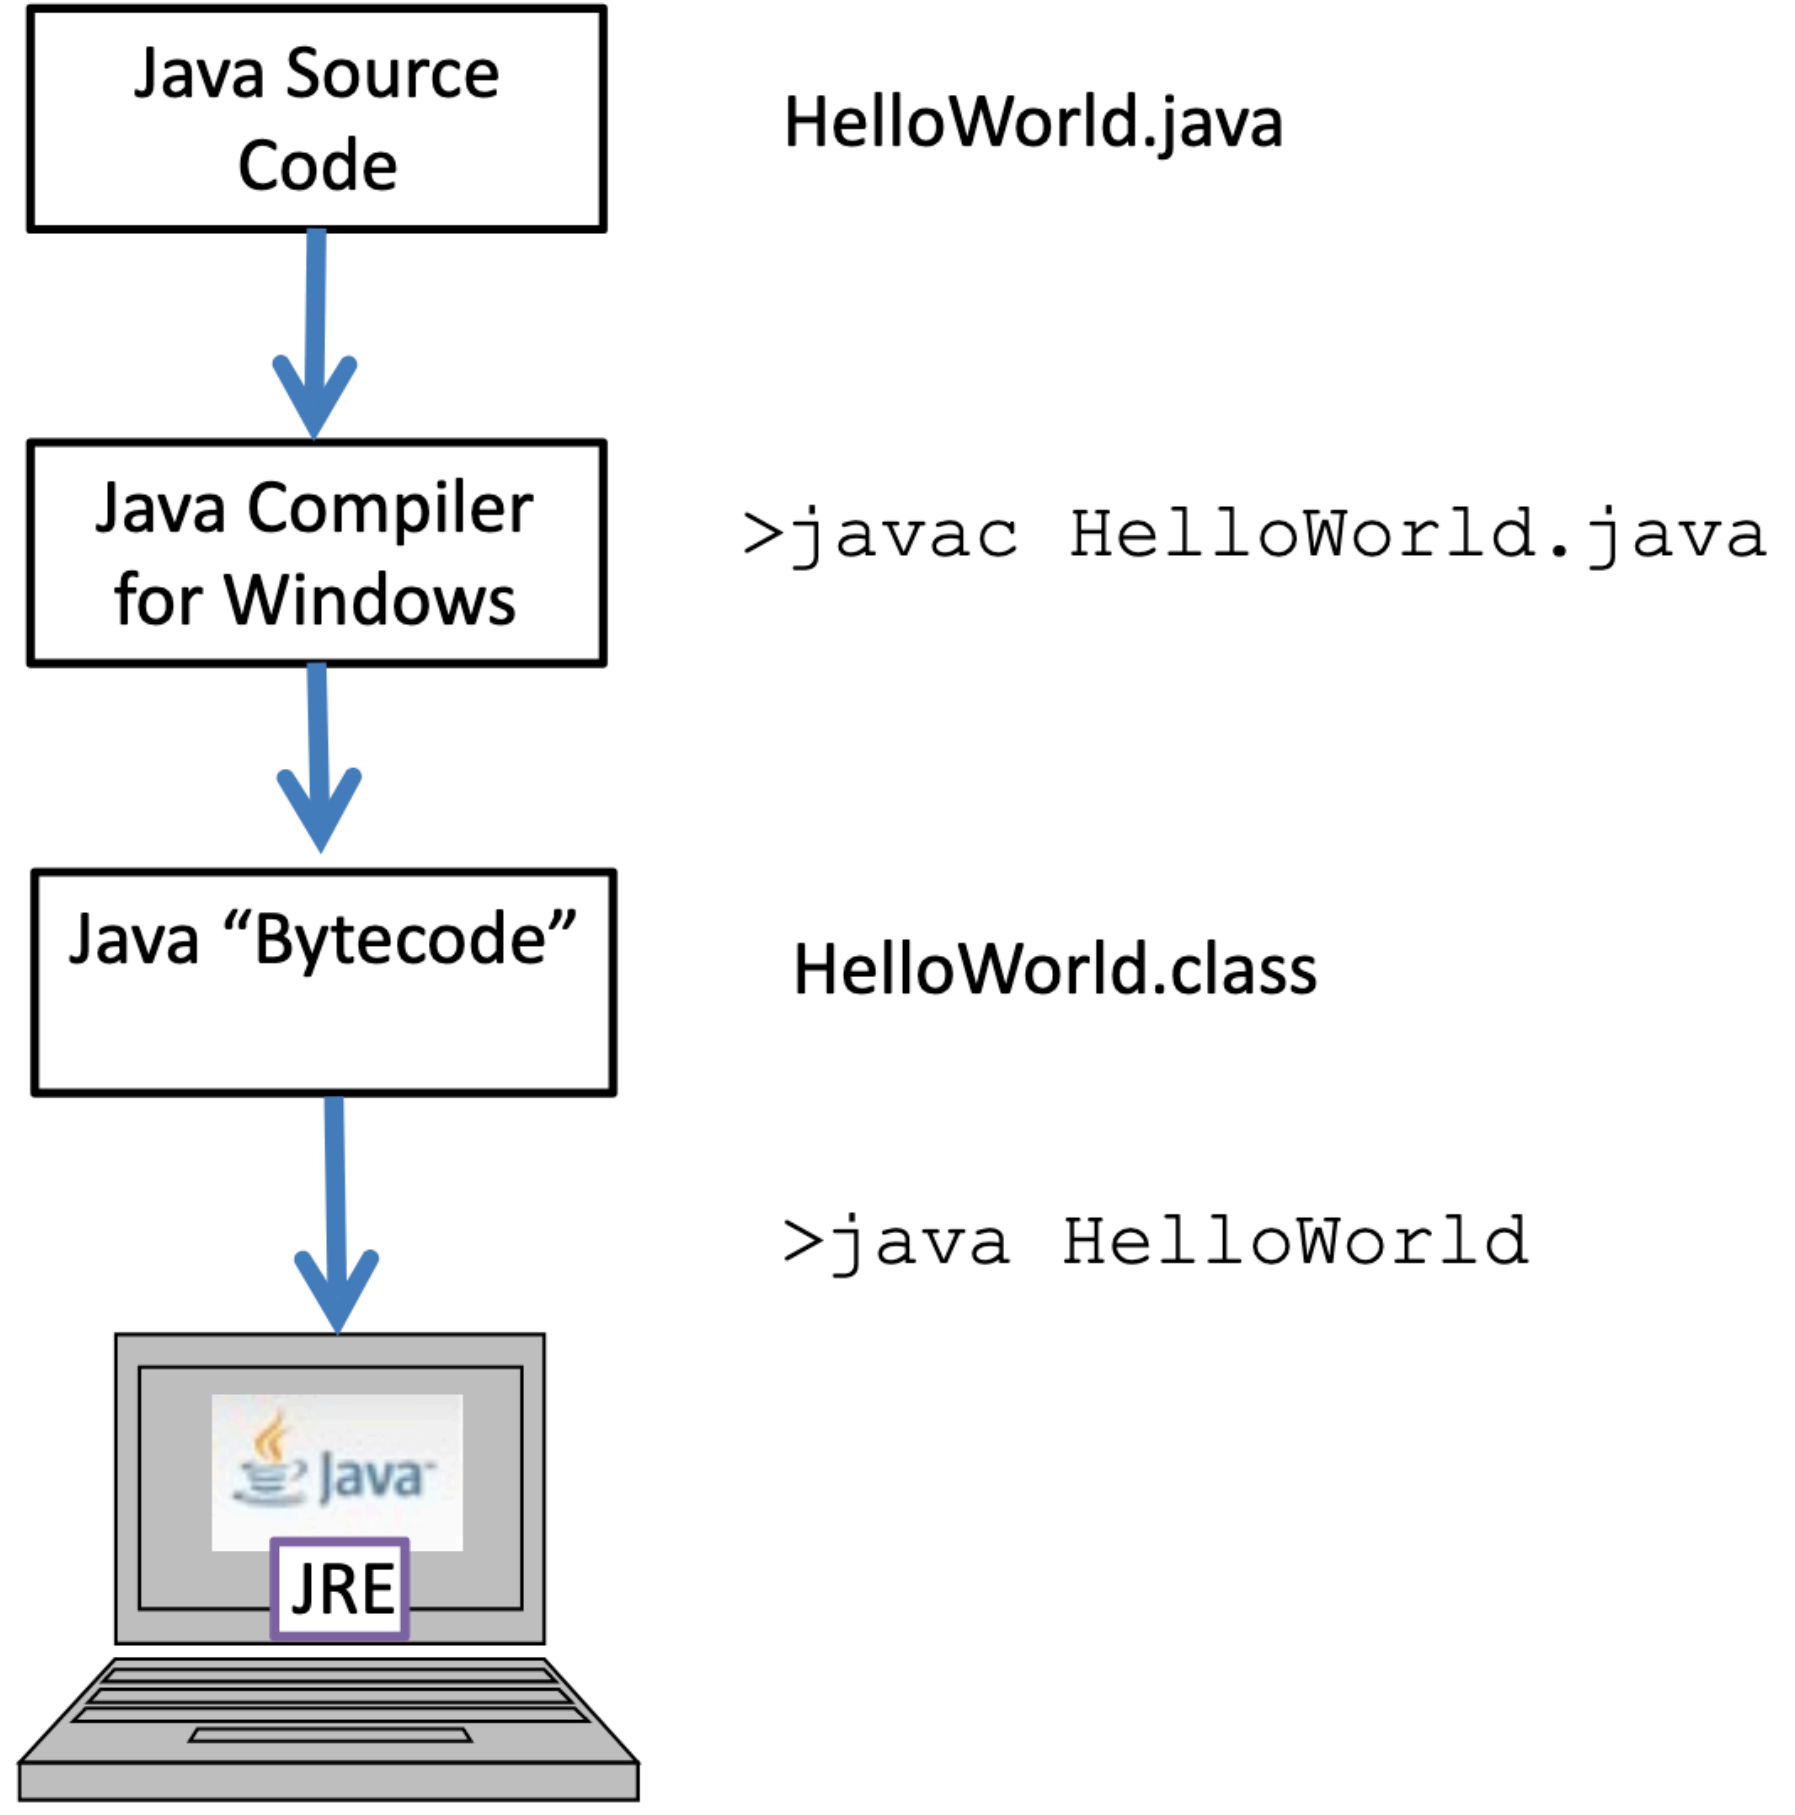 Java Source
Code
HelloWorld.java
Java Compiler
for Windows
>javac HelloWorld.java
Java “Bytecode”
HelloWorld.class
>java HelloWorld
Java
JRE